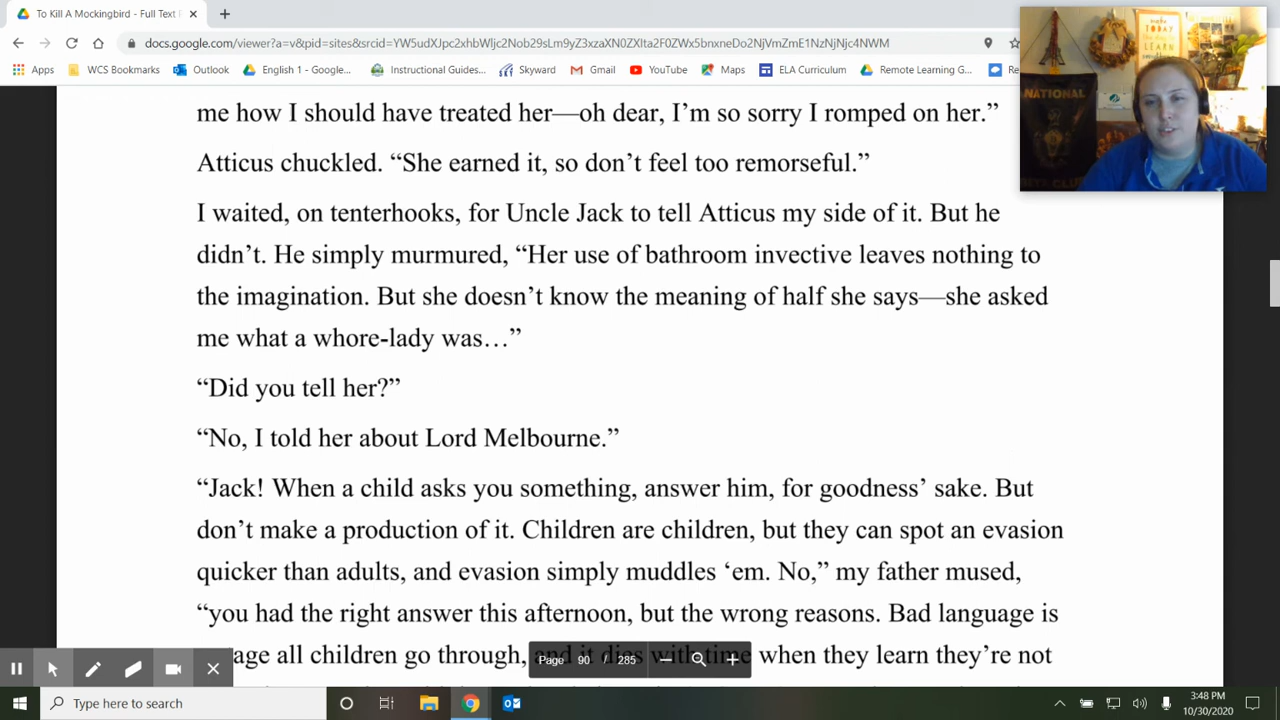 To Kill A Mockingbird - Full Text
docs.google.com/viewer?a=v&pid=sites&srcid=
Apps WCS Bookmarks Outlook English 1 - Google... Instructional Guides... Skyward Gmail YouTube Maps ELA Curriculum Remote Learning G... Re
NATIONAL
LEARN
me how I should have treated her—oh dear, I’m so sorry I romped on her.”
Atticus chuckled. “She earned it, so don’t feel too remorseful.”
I waited, on tenterhooks, for Uncle Jack to tell Atticus my side of it. But he
didn’t. He simply murmured, “Her use of bathroom invective leaves nothing to
the imagination. But she doesn’t know the meaning of half she says—she asked
me what a whore-lady was…”
“Did you tell her?”
“No, I told her about Lord Melbourne.”
“Jack! When a child asks you something, answer him, for goodness’ sake. But
don’t make a production of it. Children are children, but they can spot an evasion
quicker than adults, and evasion simply muddles ‘em. No,” my father mused,
“you had the right answer this afternoon, but the wrong reasons. Bad language is
age all children go through, and it dies with time when they learn they’re not
Page 90 / 285
Type here to search
3:48 PM
10/30/2020